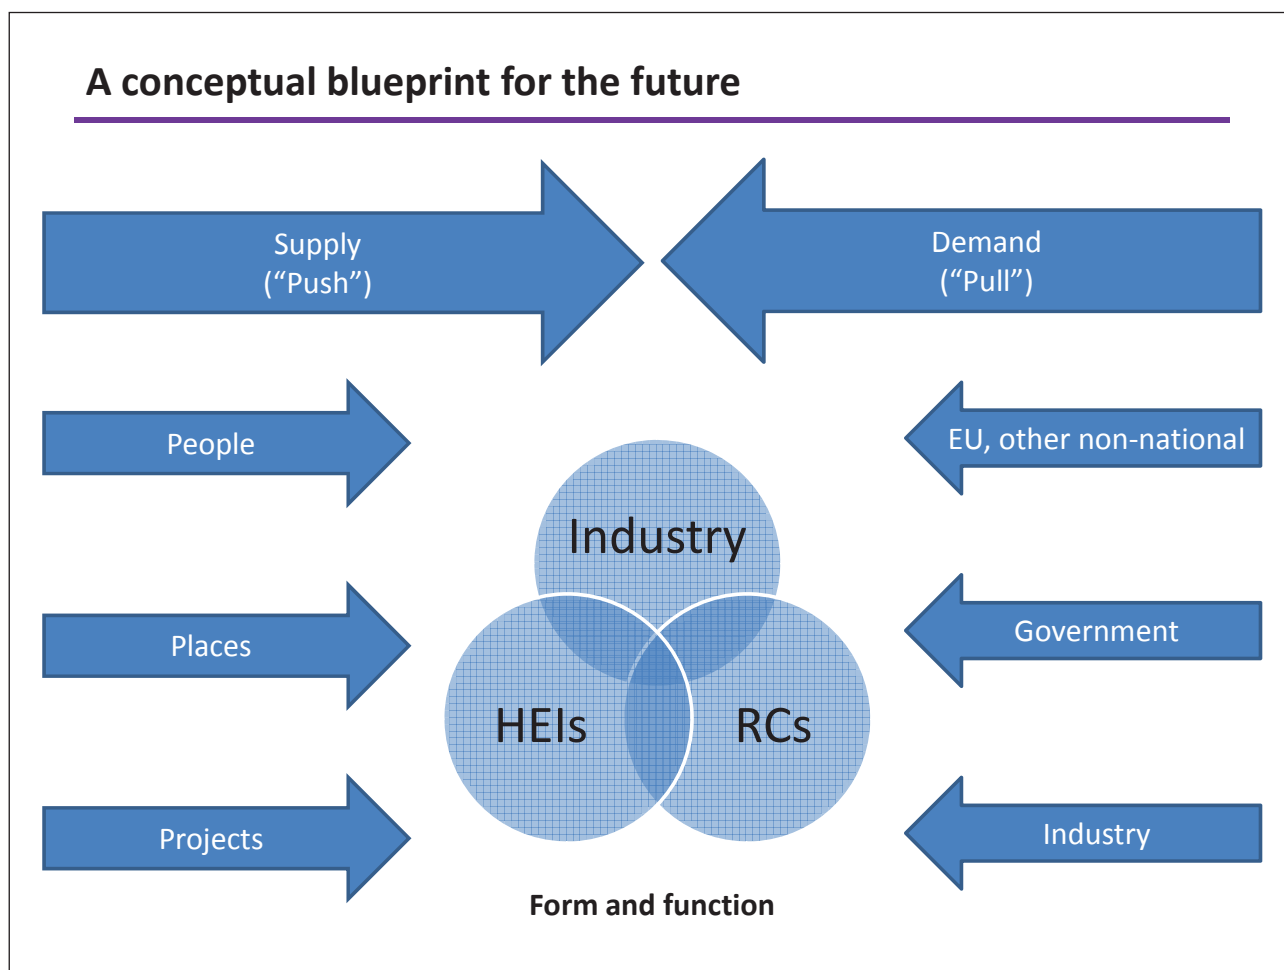 A conceptual blueprint for the future
Supply
(“Push”)
Demand
(“Pull”)
People
EU, other non-national
Industry
Places
Government
HEIs
RCs
Projects
Industry
Form and function